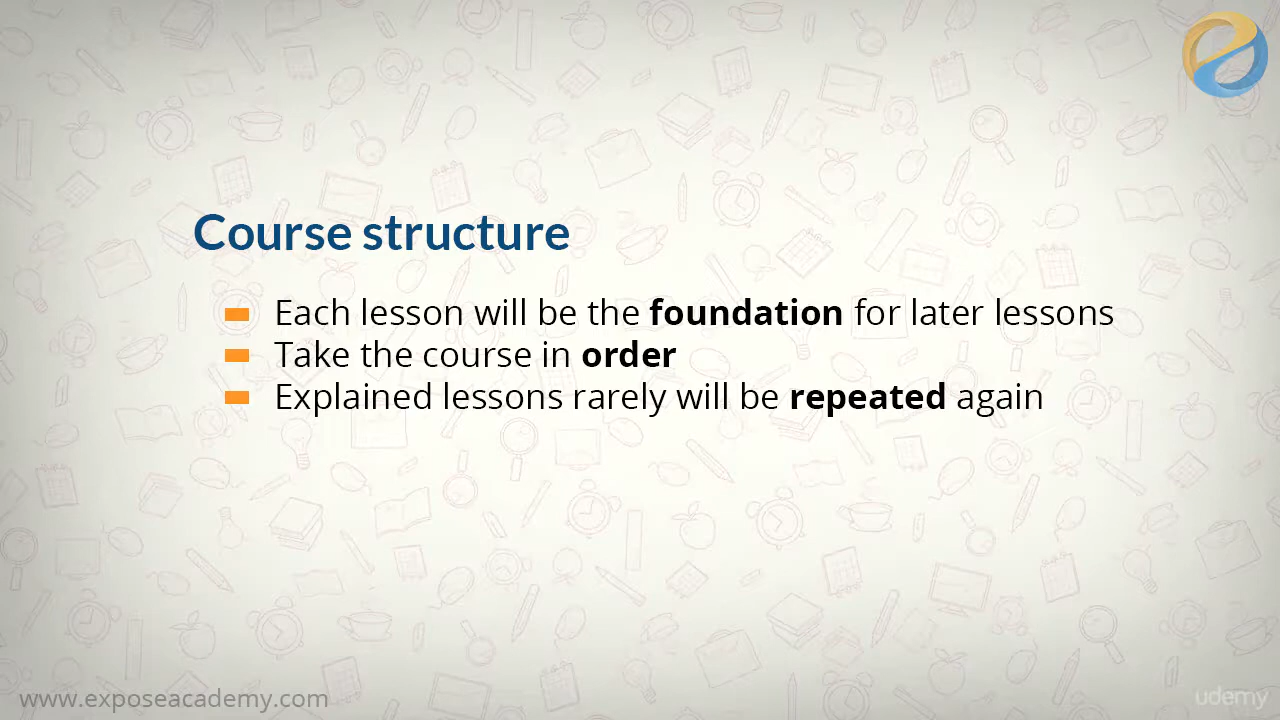 Course structure
Each lesson will be the foundation for later lessons
Take the course in order
Explained lessons rarely will be repeated again
www.exposeacademy.com
udemy